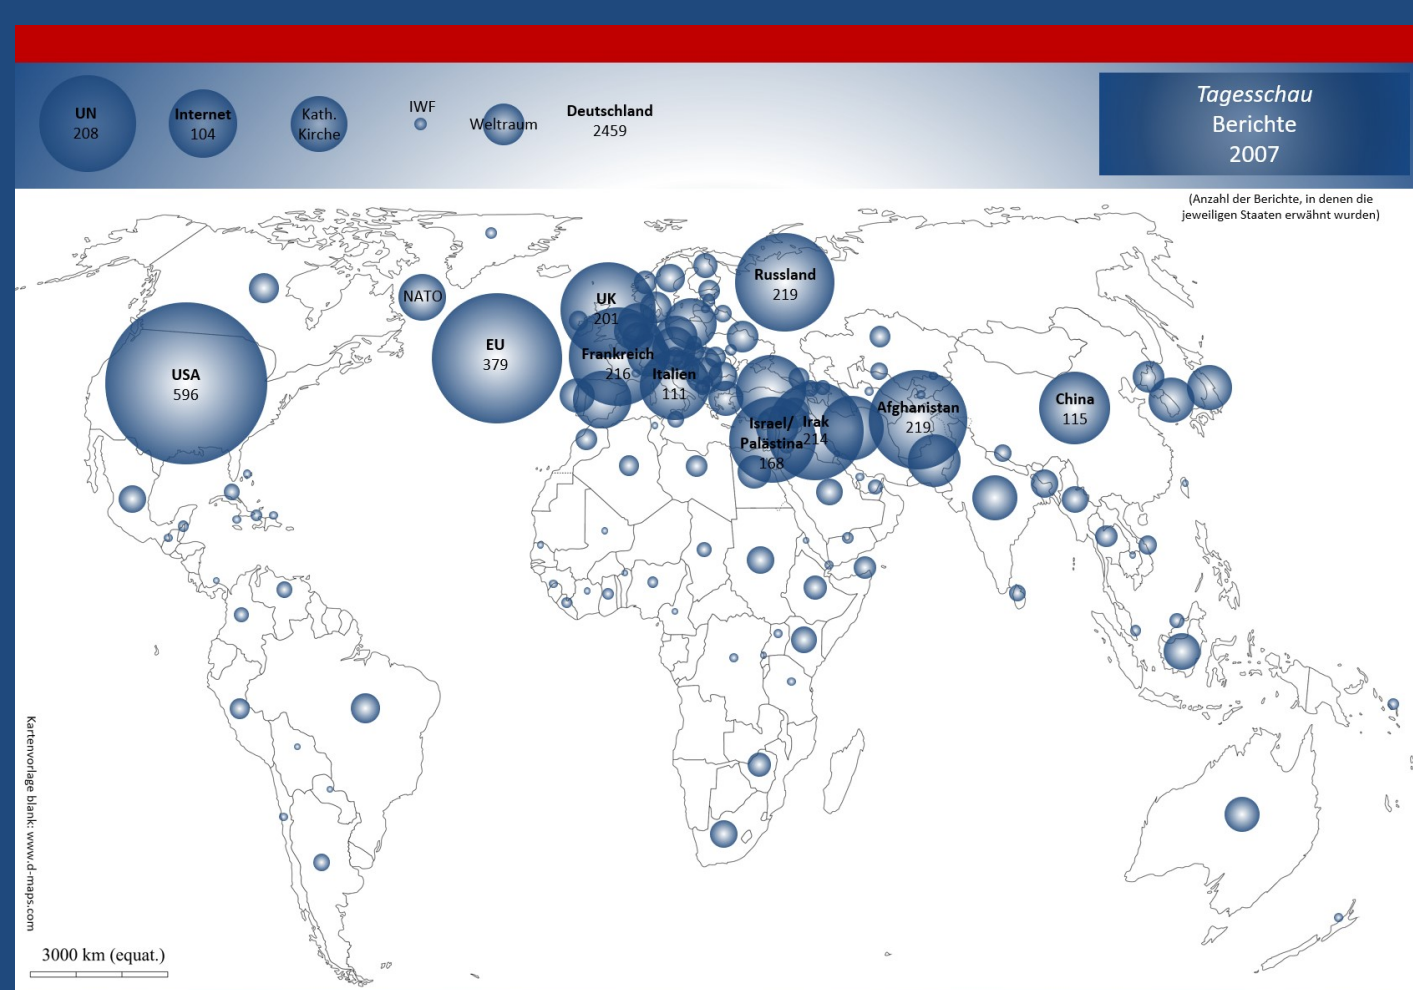 UN
208
Internet
104
Kath.
Kirche
IWF
Weltraum
Deutschland
2459
Tagesschau
Berichte
2007
(Anzahl der Berichte, in denen die
jeweiligen Staaten erwähnt wurden)
Russland
219
NATO
UK
201
EU
379
Frankreich
216
Italien
111
USA
596
Israel/
Palästina
168
Irak
214
Afghanistan
219
China
115
Kartenvorlage blank: www.d-maps.com
3000 km (equat.)